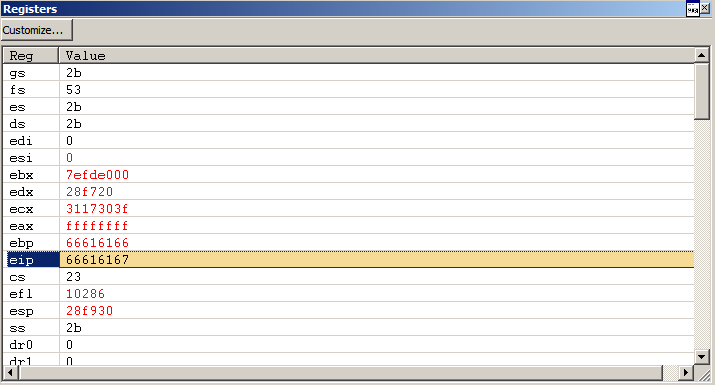 Registers
Customize...
Reg Value
gs 2b
fs 53
es 2b
ds 2b
edi 0
esi 0
ebx 7efde000
edx 28f720
ecx 3117303f
eax ffffffff
ebp 66616166
eip 66616167
cs 23
efl 10286
esp 28f930
ss 2b
dr0 0
dr1 0